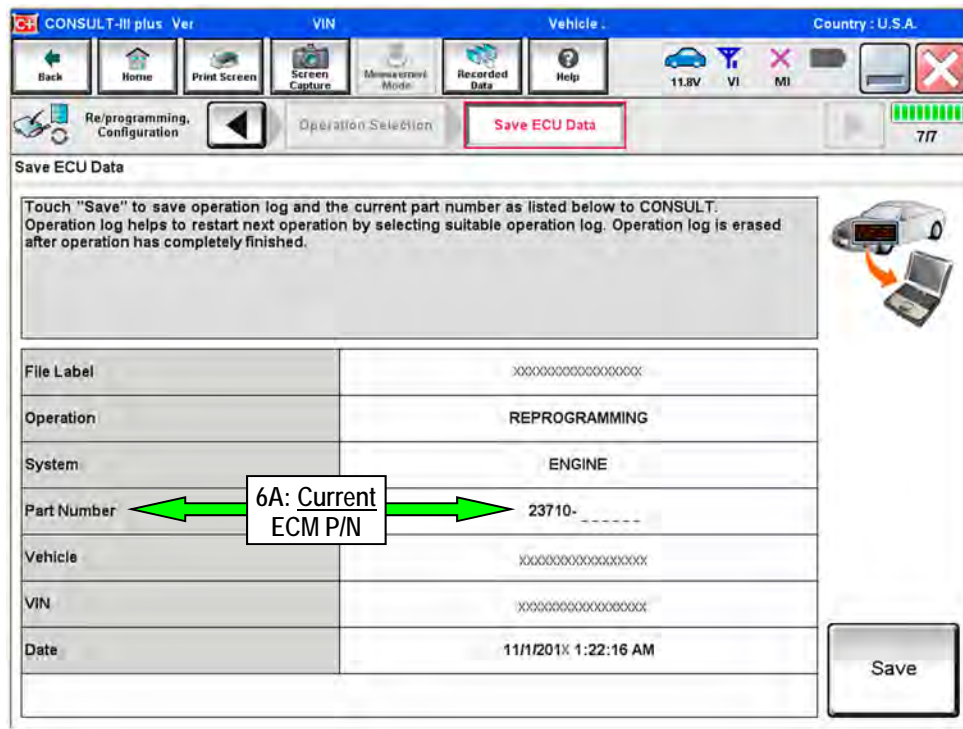 C+ CONSULT-III plus Ver VIN Vehicle : Country : U.S.A.
Back Home Print Screen Screen Capture Measurement Mode Recorded Data Help 11.8V VI MI
Re/programming, Configuration Operation Selection Save ECU Data 7/7
Save ECU Data
Touch "Save" to save operation log and the current part number as listed below to CONSULT.
Operation log helps to restart next operation by selecting suitable operation log. Operation log is erased
after operation has completely finished.
File Label XXXXXXXXXXXXXXXXXX
Operation REPROGRAMMING
System ENGINE
Part Number 23710- _ _ _ _ _ _
6A: Current
ECM P/N
Vehicle XXXXXXXXXXXXXXXXXX
VIN XXXXXXXXXXXXXXXXXX
Date 11/1/201X 1:22:16 AM
Save